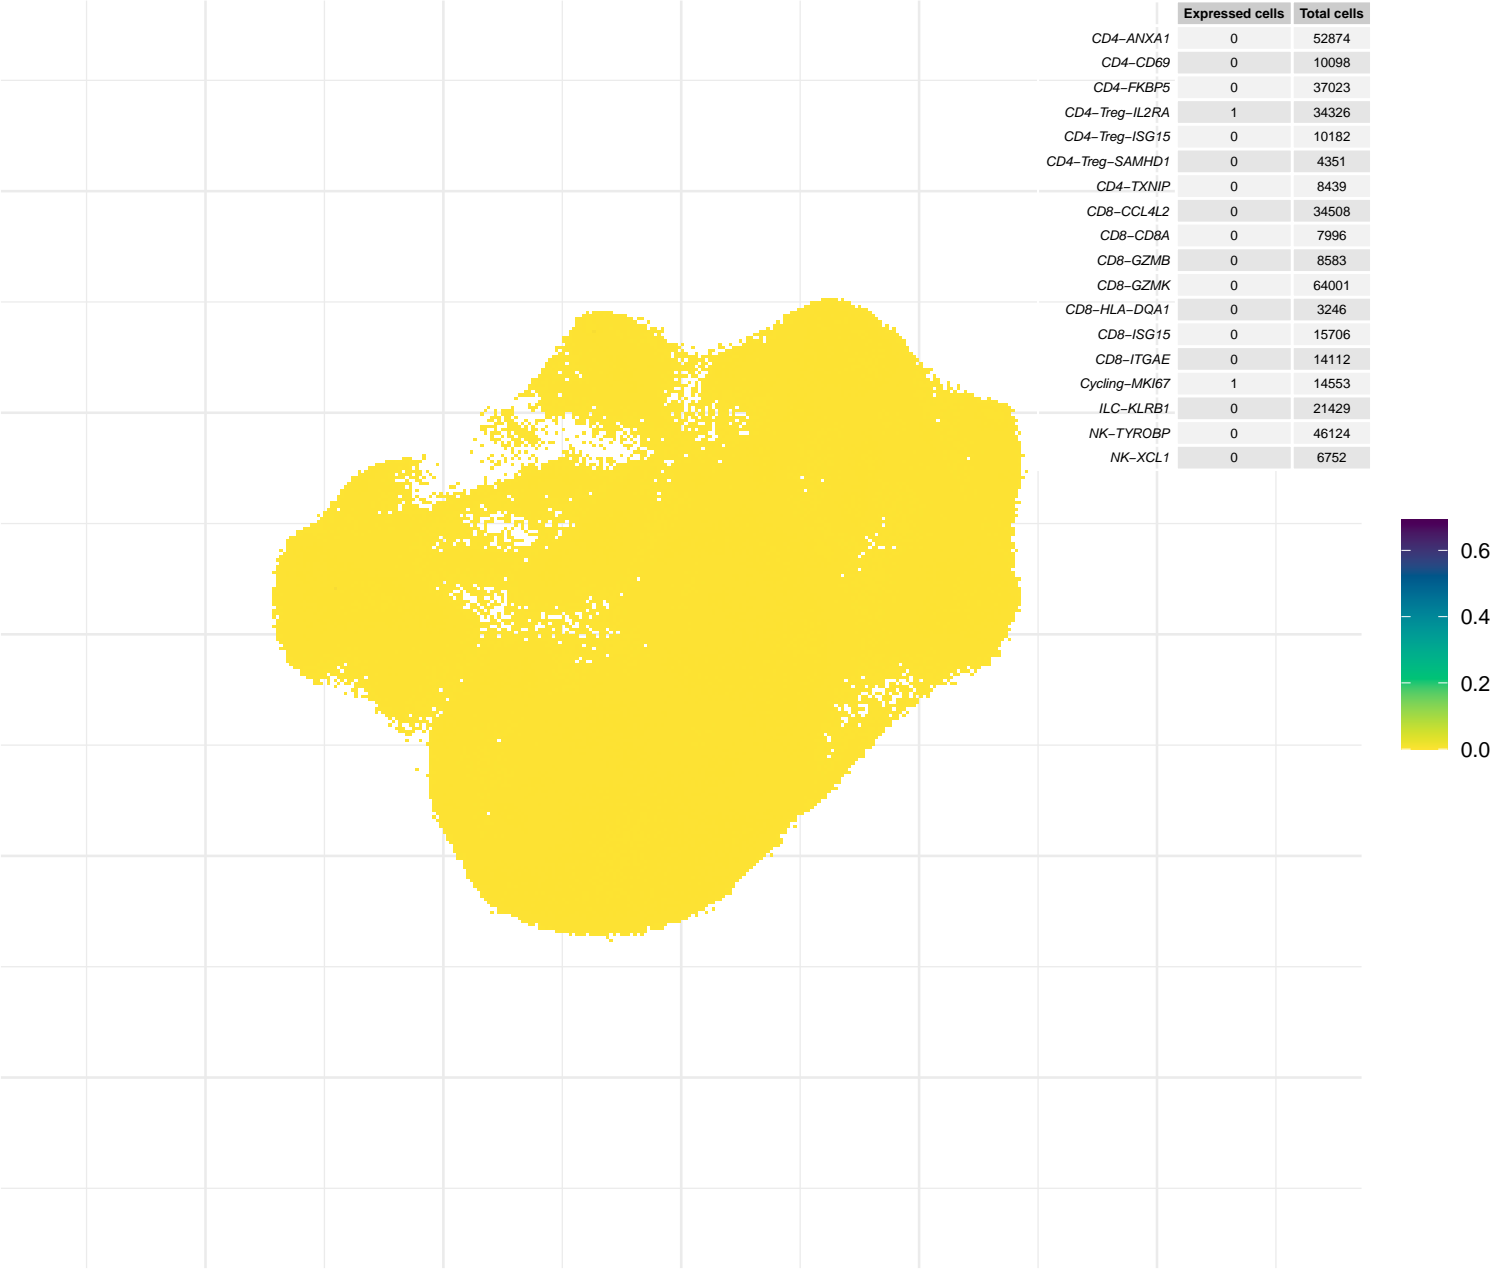 Expressed cells Total cells
CD4−ANXA1 0 52874
CD4−CD69 0 10098
CD4−FKBP5 0 37023
CD4−Treg−IL2RA 1 34326
CD4−Treg−ISG15 0 10182
CD4−Treg−SAMHD1 0 4351
CD4−TXNIP 0 8439
CD8−CCL4L2 0 34508
CD8−CD8A 0 7996
CD8−GZMB 0 8583
CD8−GZMK 0 64001
CD8−HLA−DQA1 0 3246
CD8−ISG15 0 15706
CD8−ITGAE 0 14112
Cycling−MKI67 1 14553
ILC−KLRB1 0 21429
NK−TYROBP 0 46124
NK−XCL1 0 6752
0.6
0.4
0.2
0.0